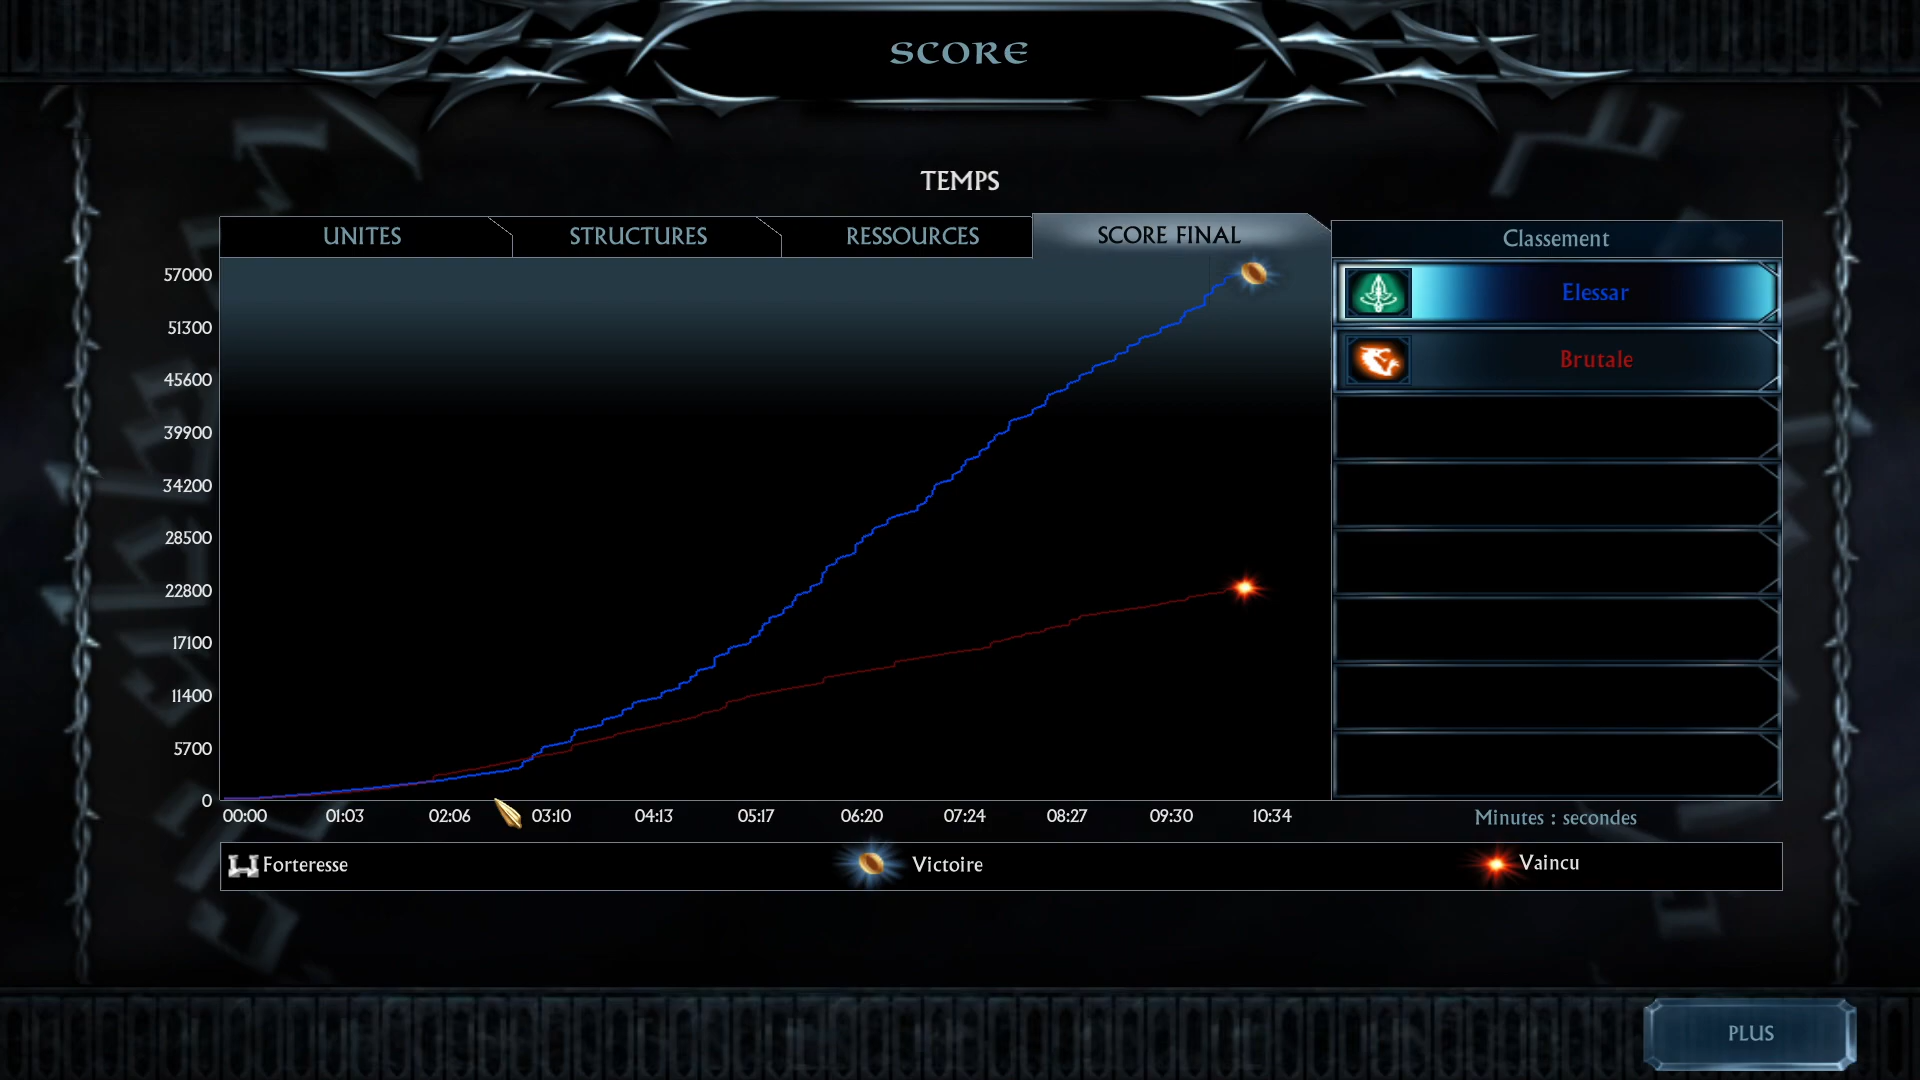 SCORE
TEMPS
UNITES STRUCTURES RESSOURCES SCORE FINAL
Classement
57000
51300
45600
39900
34200
28500
22800
17100
11400
5700
0
Elessar
Brutale
00:00 01:03 02:06 03:10 04:13 05:17 06:20 07:24 08:27 09:30 10:34
Minutes : secondes
Forteresse Victoire Vaincu
PLUS